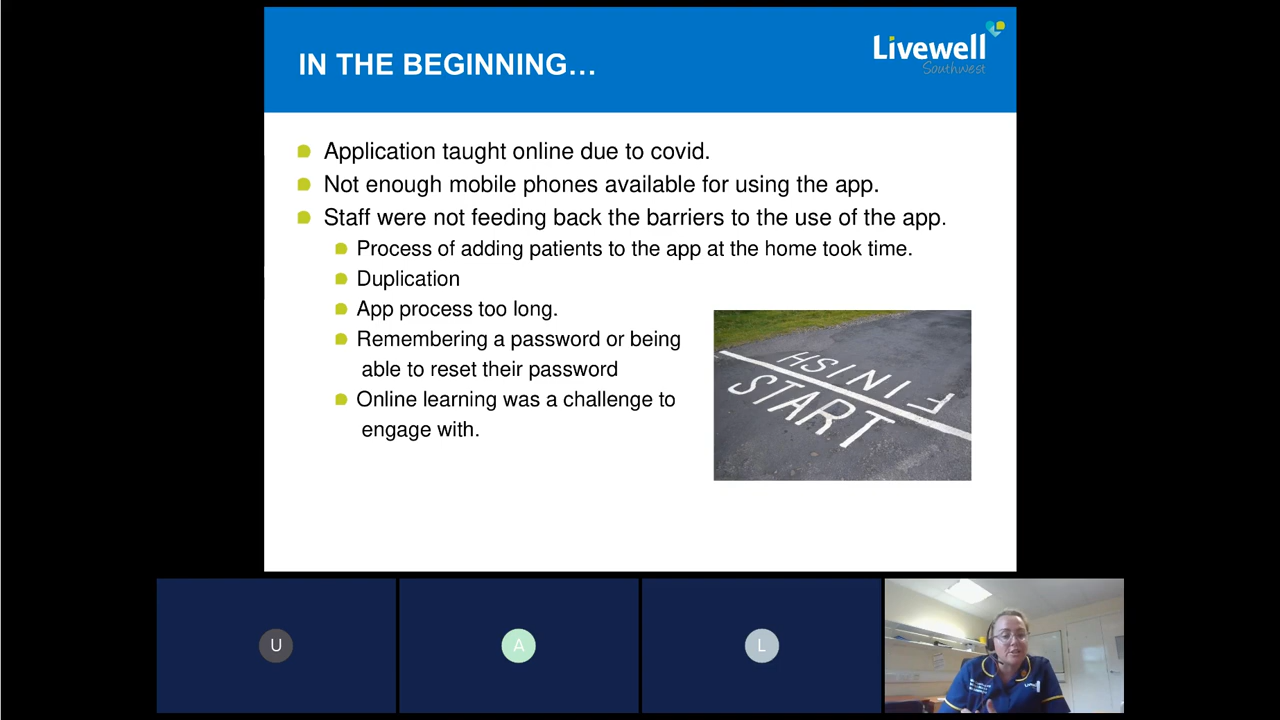 IN THE BEGINNING…
Livewell
Southwest
Application taught online due to covid.
Not enough mobile phones available for using the app.
Staff were not feeding back the barriers to the use of the app.
Process of adding patients to the app at the home took time.
Duplication
App process too long.
Remembering a password or being
able to reset their password
Online learning was a challenge to
engage with.
FINISH
START
U
A
L